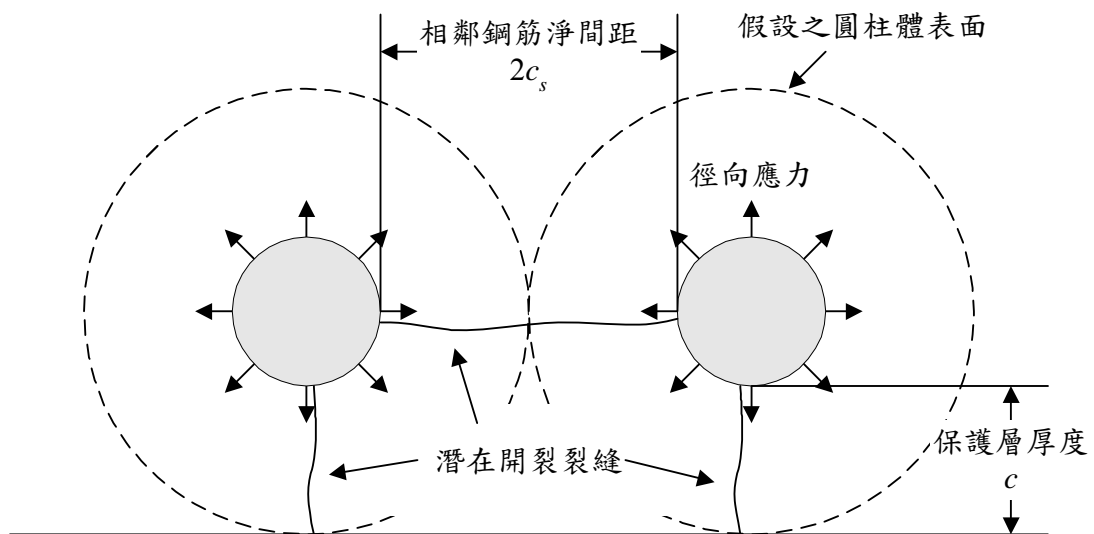 相鄰鋼筋淨間距
2cₛ
假設之圓柱體表面
徑向應力
潛在開裂裂縫
保護層厚度
c